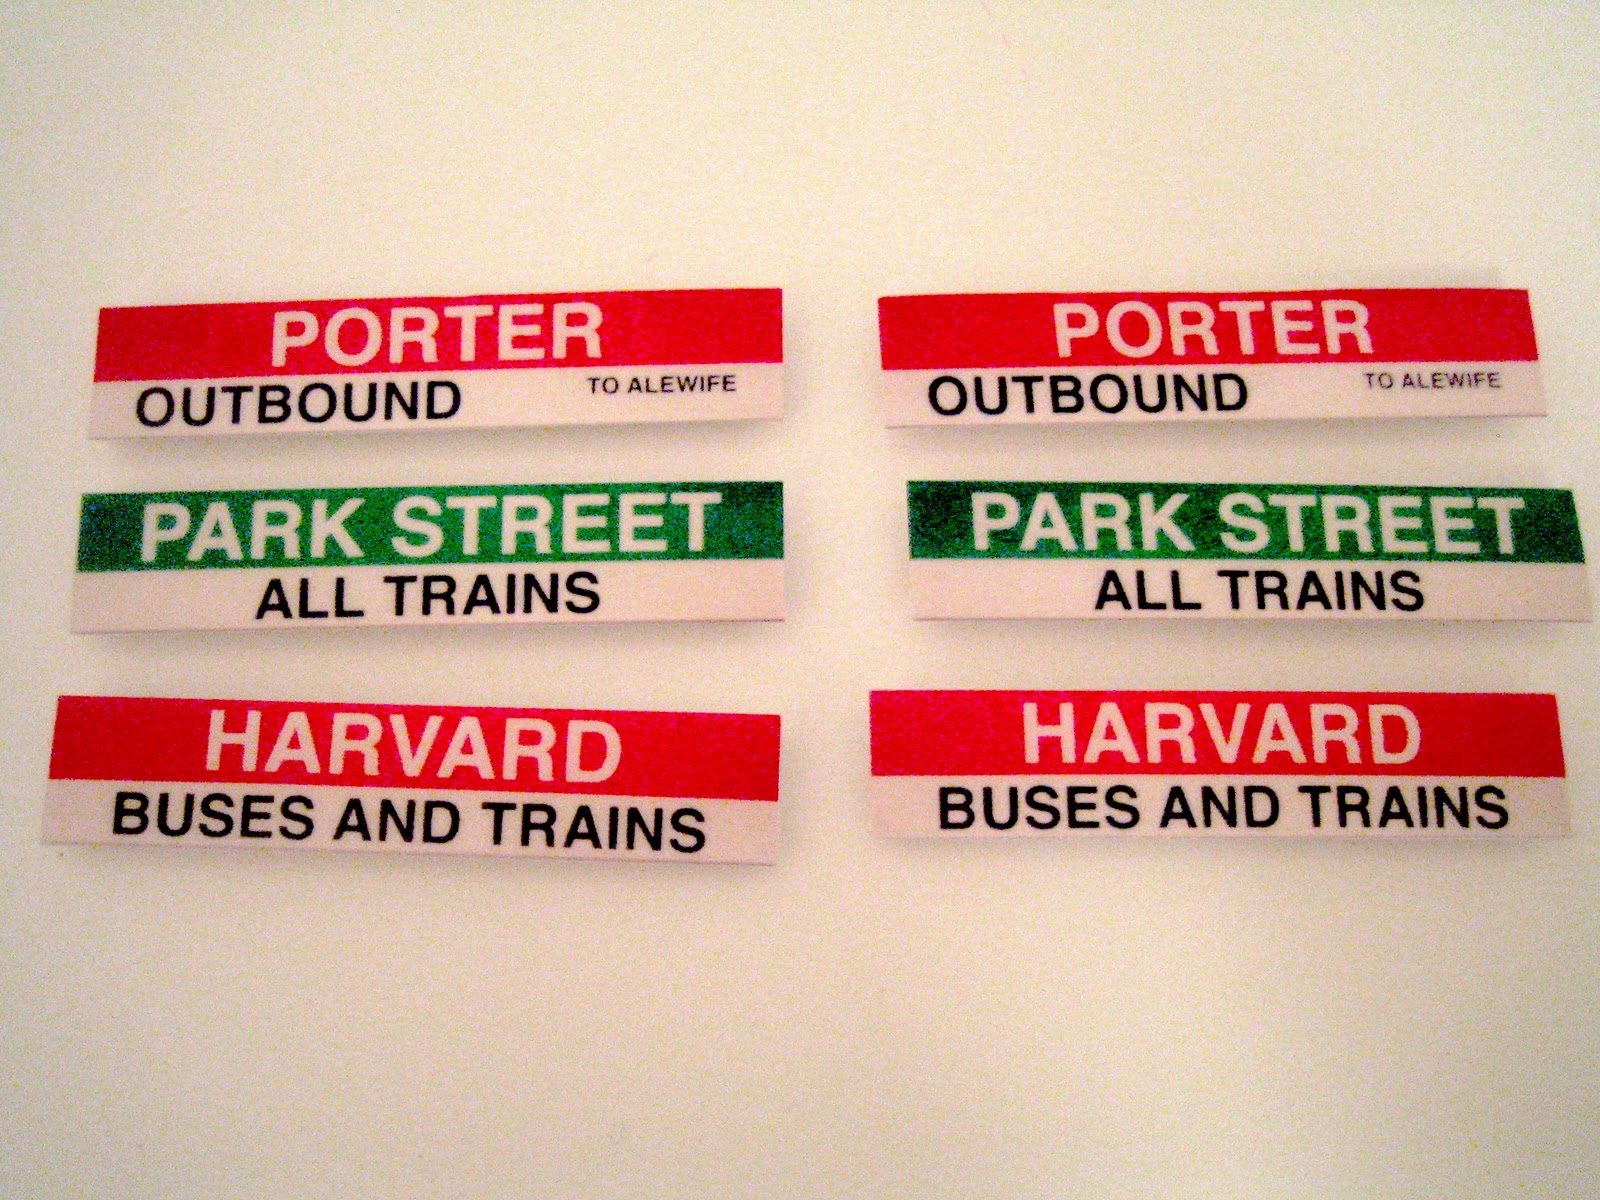 PORTER
OUTBOUND TO ALEWIFE
PORTER
OUTBOUND TO ALEWIFE
PARK STREET
ALL TRAINS
PARK STREET
ALL TRAINS
HARVARD
BUSES AND TRAINS
HARVARD
BUSES AND TRAINS